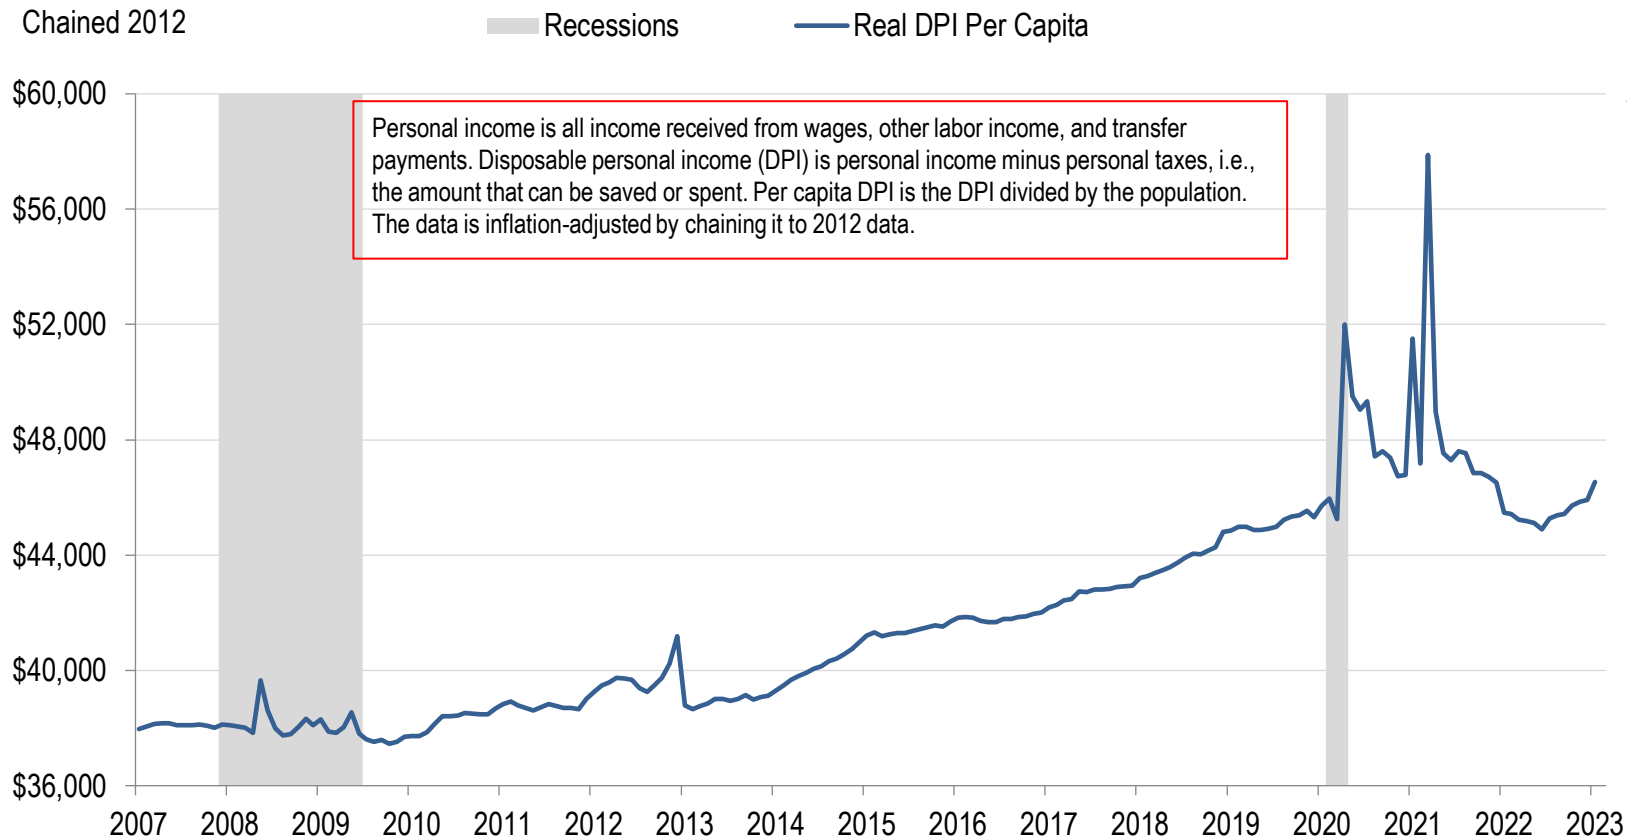 Chained 2012
Recessions
Real DPI Per Capita
$60,000
$56,000
$52,000
$48,000
$44,000
$40,000
$36,000
Personal income is all income received from wages, other labor income, and transfer
payments. Disposable personal income (DPI) is personal income minus personal taxes, i.e.,
the amount that can be saved or spent. Per capita DPI is the DPI divided by the population.
The data is inflation-adjusted by chaining it to 2012 data.
2007 2008 2009 2010 2011 2012 2013 2014 2015 2016 2017 2018 2019 2020 2021 2022 2023